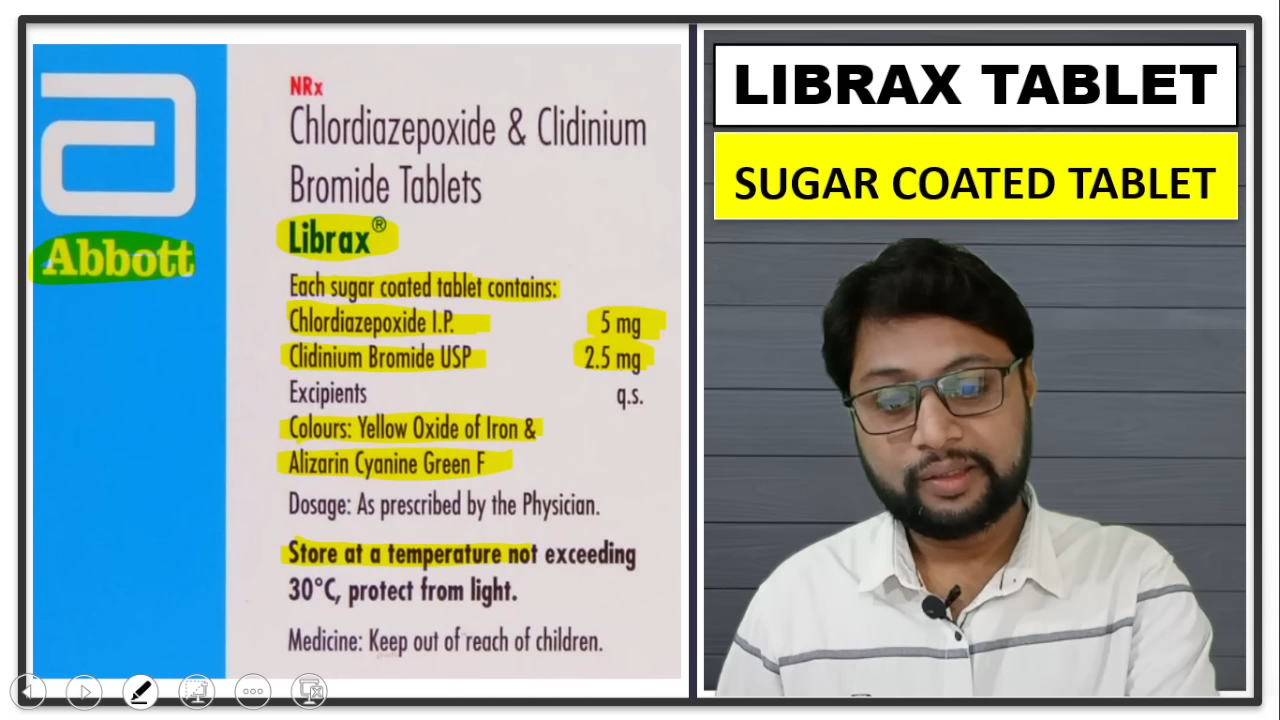 Abbott
NRx
Chlordiazepoxide & Clidinium
Bromide Tablets
Librax®
Each sugar coated tablet contains:
Chlordiazepoxide I.P. 5 mg
Clidinium Bromide USP 2.5 mg
Excipients q.s.
Colours: Yellow Oxide of Iron &
Alizarin Cyanine Green F
Dosage: As prescribed by the Physician.
Store at a temperature not exceeding
30°C, protect from light.
Medicine: Keep out of reach of children.
LIBRAX TABLET
SUGAR COATED TABLET